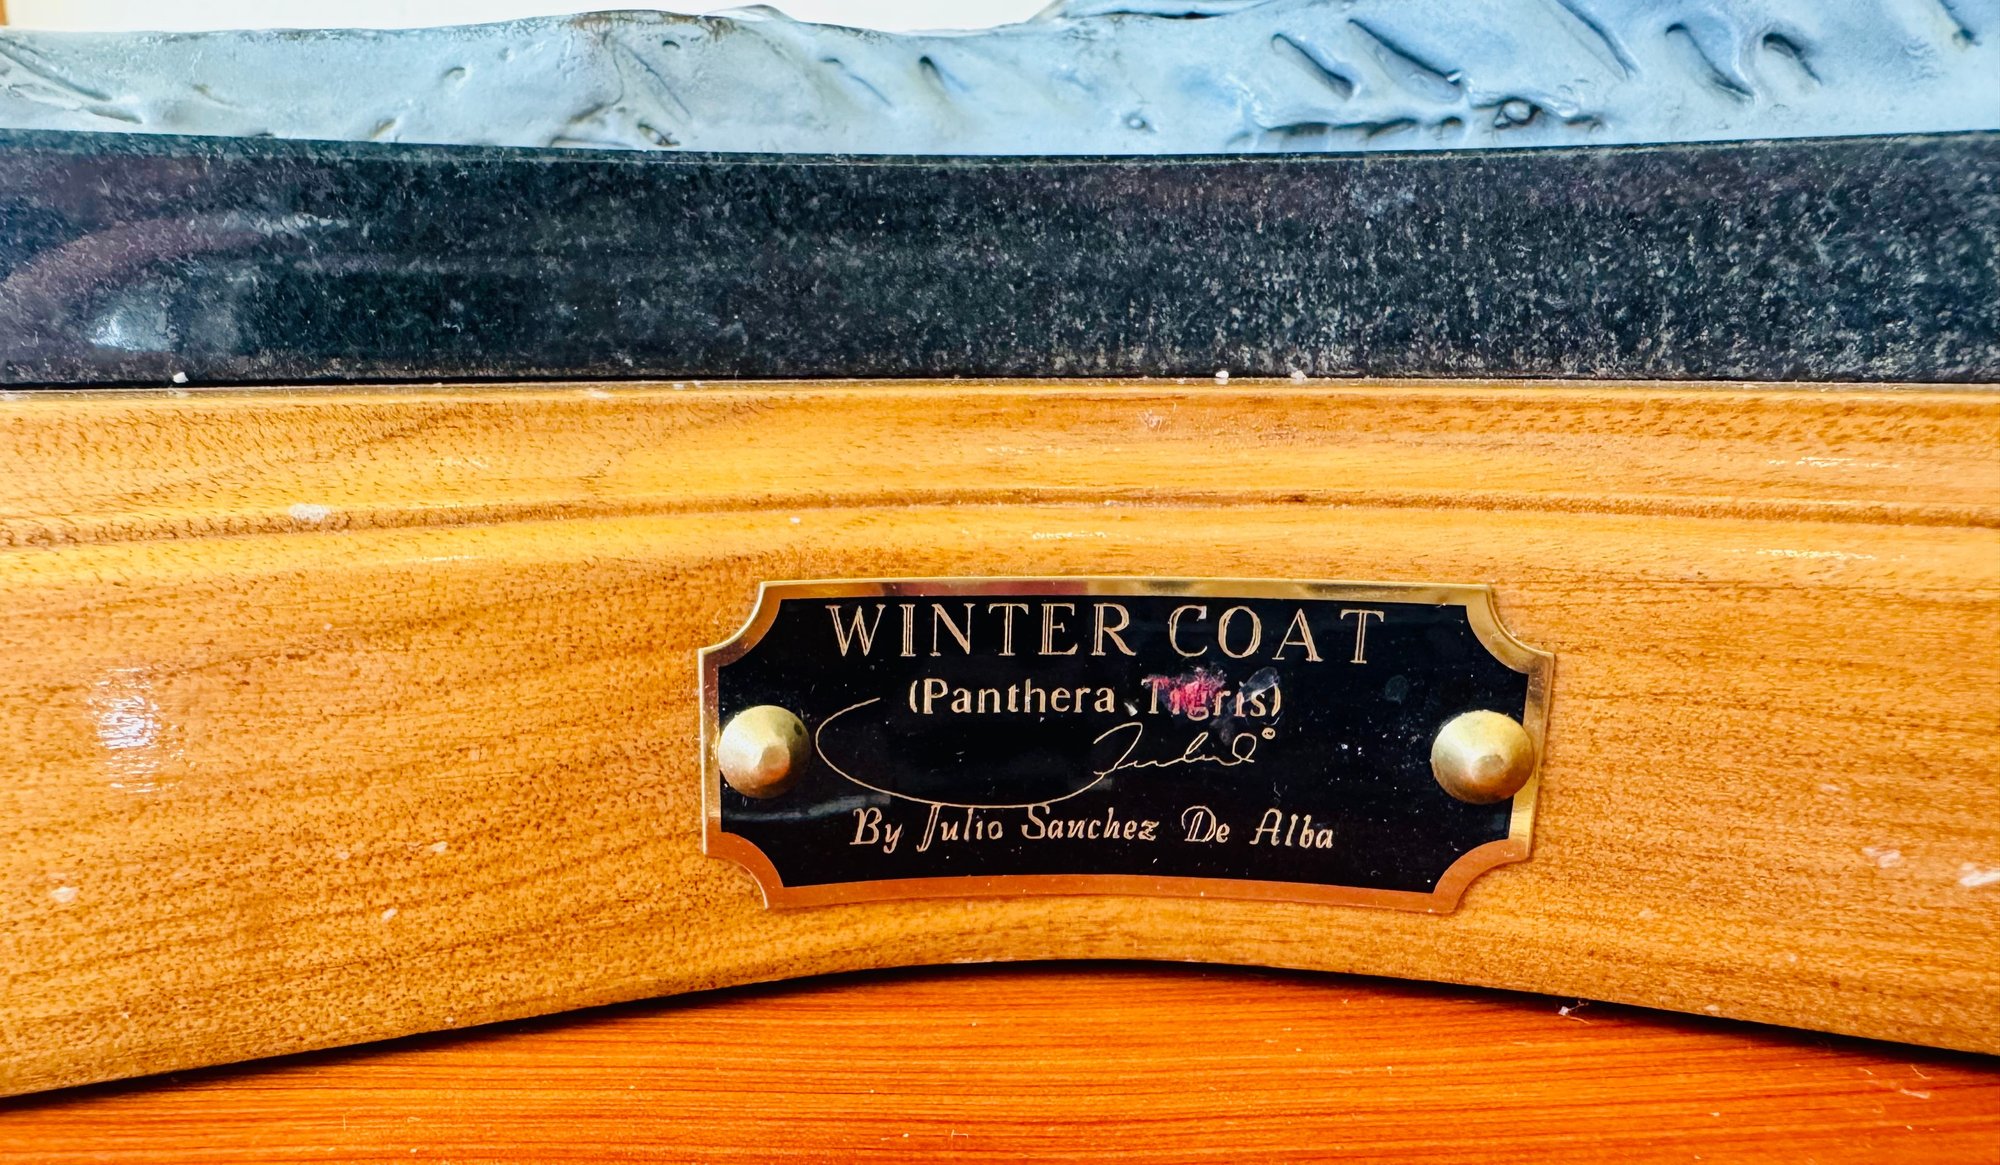 WINTER COAT
(Panthera Tigris)
By Julio Sanchez De Alba